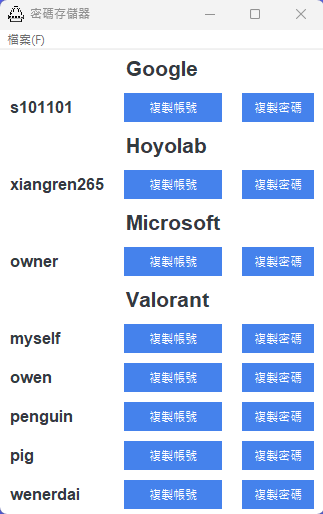 密碼存儲器
檔案(F)
Google
s101101 複製帳號 複製密碼
Hoyolab
xiangren265 複製帳號 複製密碼
Microsoft
owner 複製帳號 複製密碼
Valorant
myself 複製帳號 複製密碼
owen 複製帳號 複製密碼
penguin 複製帳號 複製密碼
pig 複製帳號 複製密碼
wenerdai 複製帳號 複製密碼